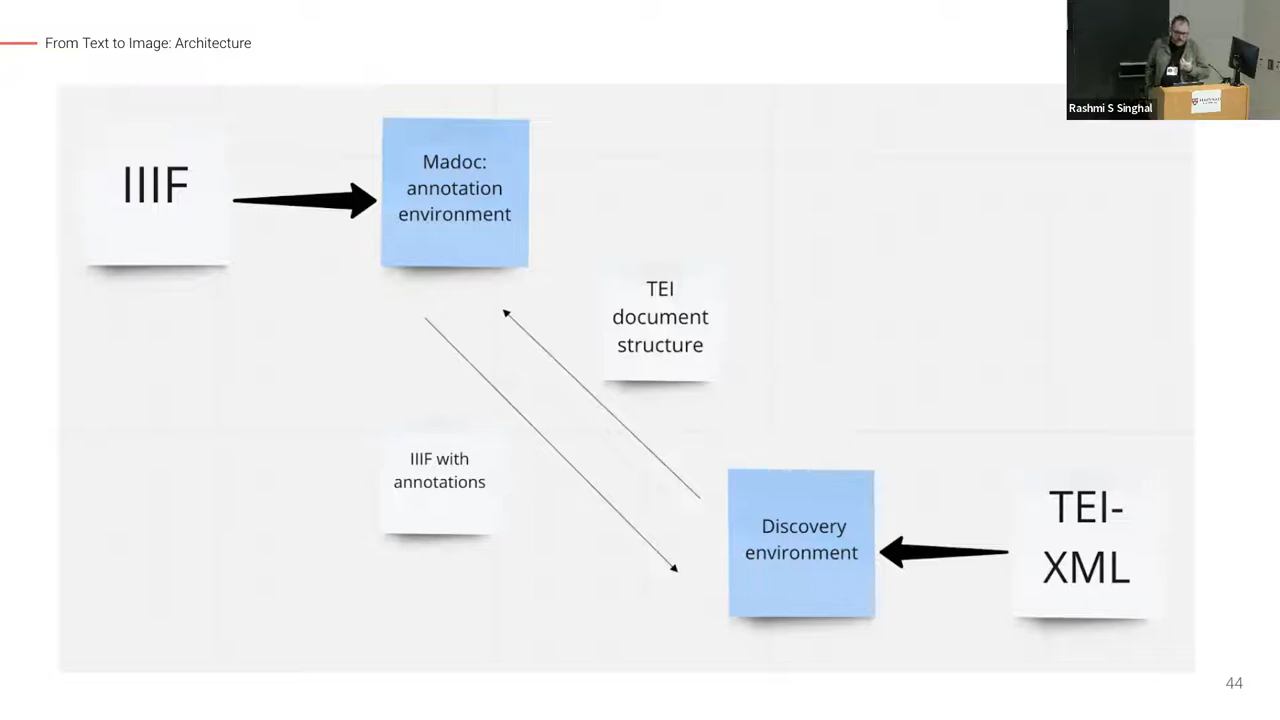 From Text to Image: Architecture
Rashmi S Singhal
IIIF
Madoc:
annotation
environment
TEI
document
structure
IIIF with
annotations
Discovery
environment
TEI-
XML
44